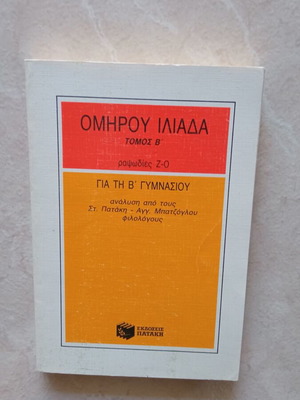 ΟΜΗΡΟΥ ΙΛΙΑΔΑ
ΤΟΜΟΣ Β΄
ραψωδίες Ζ-Ο
ΓΙΑ ΤΗ Β΄ ΓΥΜΝΑΣΙΟΥ
ανάλυση από τους
Στ. Πατάκη - Αγγ. Μπατζόγλου
φιλολόγους
ΕΚΔΟΣΕΙΣ
ΠΑΤΑΚΗ